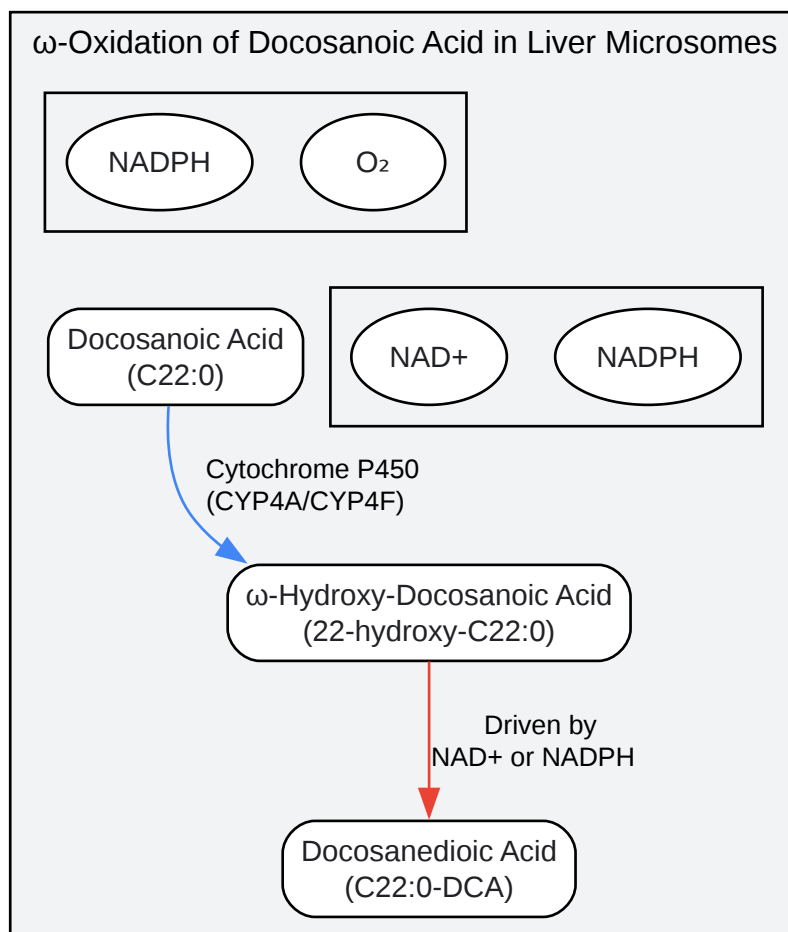 ω-Oxidation of Docosanoic Acid in Liver Microsomes
NADPH
O₂
Docosanoic Acid
(C22:0)
NAD+
NADPH
Cytochrome P450
(CYP4A/CYP4F)
ω-Hydroxy-Docosanoic Acid
(22-hydroxy-C22:0)
Driven by
NAD+ or NADPH
Docosanedioic Acid
(C22:0-DCA)